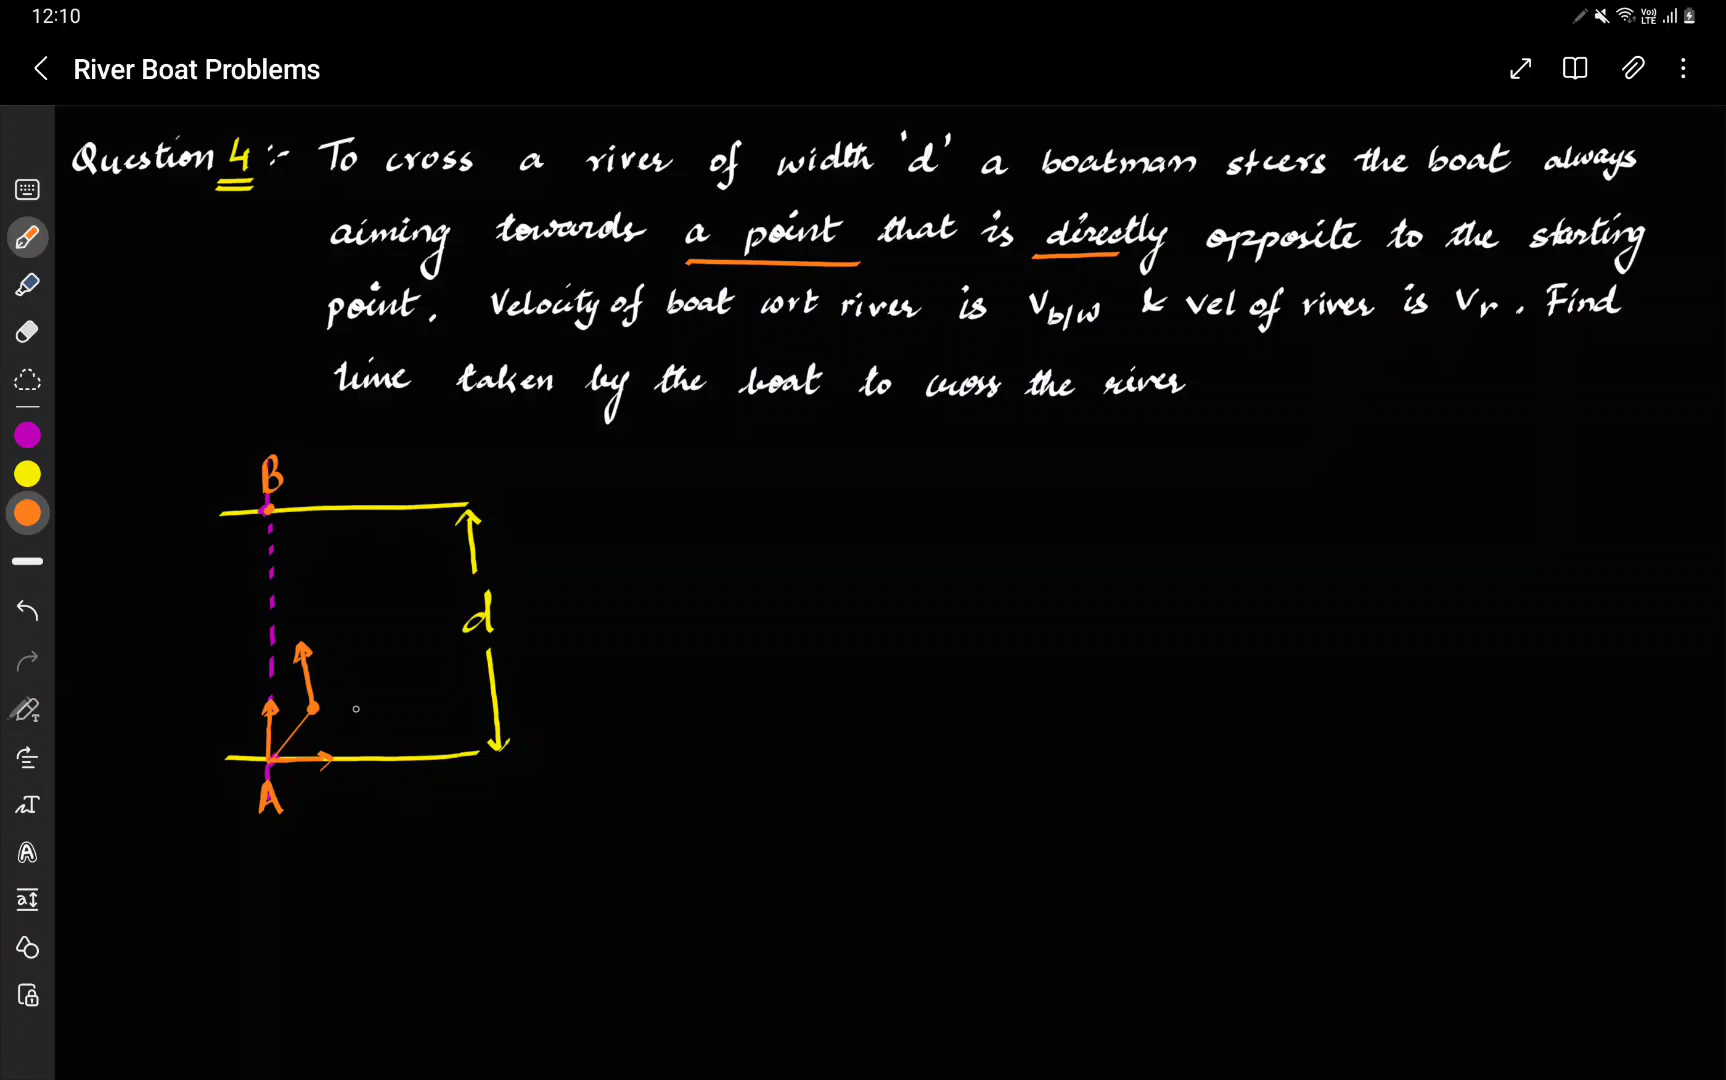 12:10
Vo))
LTE
River Boat Problems
Question 4 :- To cross a river of width 'd' a boatman steers the boat always
aiming towards a point that is directly opposite to the starting
point. Velocity of boat wrt river is Vb/w & vel of river is Vr. Find
time taken by the boat to cross the river
B
d
A